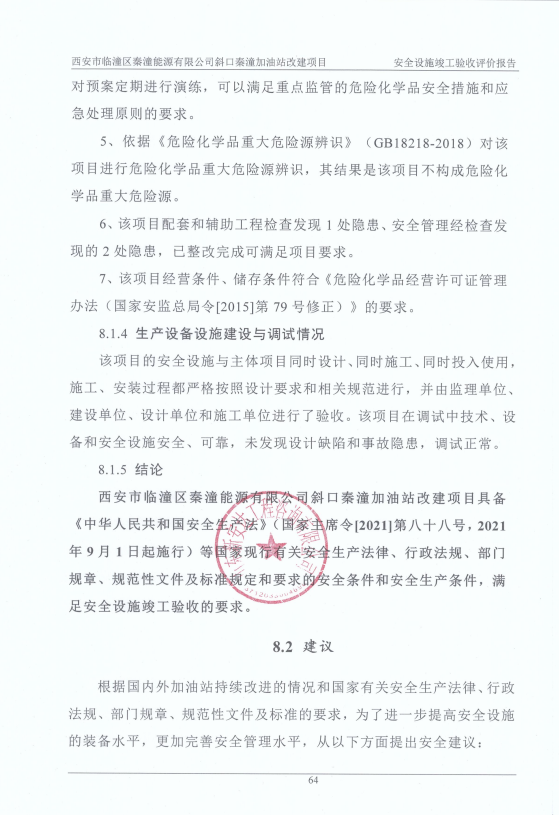 西安市临潼区秦潼能源有限公司斜口秦潼加油站改建项目 安全设施竣工验收评价报告
对预案定期进行演练，可以满足重点监管的危险化学品安全措施和应
急处理原则的要求。
5、依据《危险化学品重大危险源辨识》（GB18218-2018）对该
项目进行危险化学品重大危险源辨识，其结果是该项目不构成危险化
学品重大危险源。
6、该项目配套和辅助工程检查发现 1 处隐患、安全管理经检查发
现的 2 处隐患，已整改完成可满足项目要求。
7、该项目经营条件、储存条件符合《危险化学品经营许可证管理
办法（国家安监总局令[2015]第 79 号修正）》的要求。
8.1.4 生产设备设施建设与调试情况
该项目的安全设施与主体项目同时设计、同时施工、同时投入使用，
施工、安装过程都严格按照设计要求和相关规范进行，并由监理单位、
建设单位、设计单位和施工单位进行了验收。该项目在调试中技术、设
备和安全设施安全、可靠，未发现设计缺陷和事故隐患，调试正常。
8.1.5 结论
西安市临潼区秦潼能源有限公司斜口秦潼加油站改建项目具备
《中华人民共和国安全生产法》（国家主席令[2021]第八十八号，2021
年 9 月 1 日起施行）等国家现行有关安全生产法律、行政法规、部门
规章、规范性文件及标准规定和要求的安全条件和安全生产条件，满
足安全设施竣工验收的要求。
8.2 建议
根据国内外加油站持续改进的情况和国家有关安全生产法律、行政
法规、部门规章、规范性文件及标准的要求，为了进一步提高安全设施
的装备水平，更加完善安全管理水平，从以下方面提出安全建议：
64